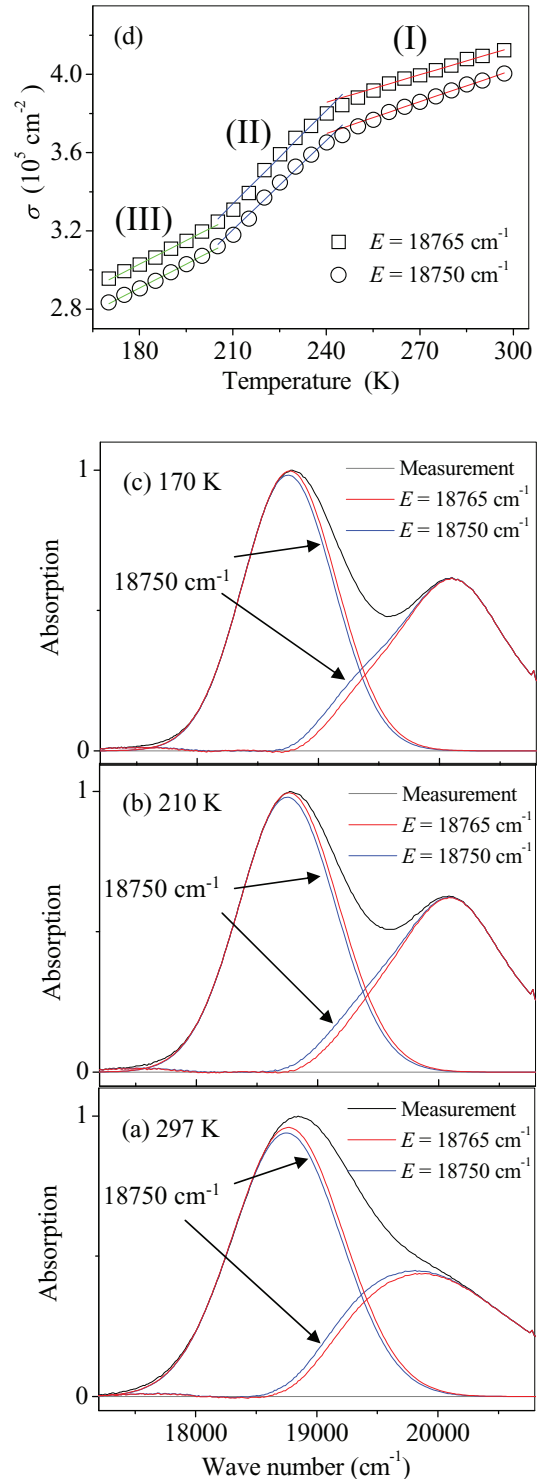 (d)
(I)
(II)
(III)
σ (10⁵ cm⁻²)
4.0
3.6
3.2
2.8
□ E = 18765 cm⁻¹
○ E = 18750 cm⁻¹
170 180 210 240 270 300
Temperature (K)
(c) 170 K
Measurement
E = 18765 cm⁻¹
E = 18750 cm⁻¹
18750 cm⁻¹
Absorption
1
0
(b) 210 K
Measurement
E = 18765 cm⁻¹
E = 18750 cm⁻¹
18750 cm⁻¹
Absorption
1
0
(a) 297 K
Measurement
E = 18765 cm⁻¹
E = 18750 cm⁻¹
18750 cm⁻¹
Absorption
1
0
18000 19000 20000
Wave number (cm⁻¹)